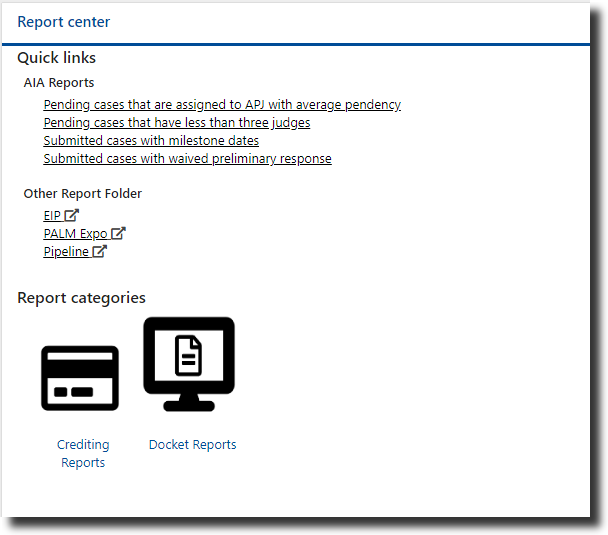 Report center
Quick links
AIA Reports
Pending cases that are assigned to APJ with average pendency
Pending cases that have less than three judges
Submitted cases with milestone dates
Submitted cases with waived preliminary response
Other Report Folder
EIP
PALM Expo
Pipeline
Report categories
Crediting
Reports
Docket Reports